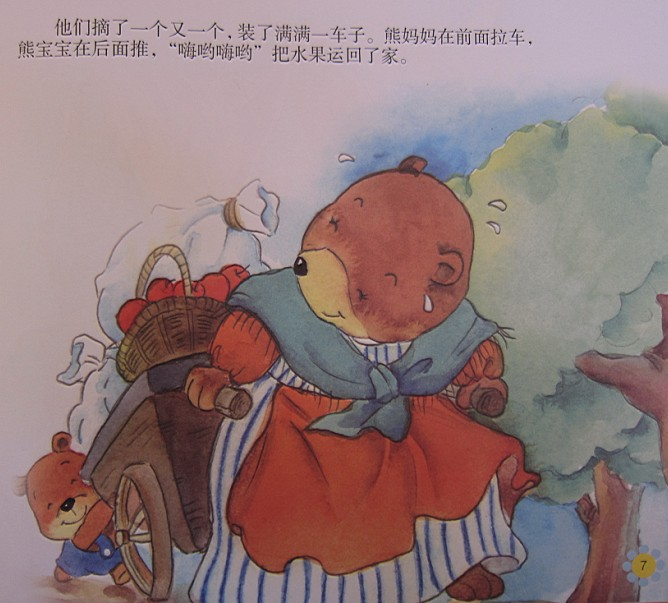 他们摘了一个又一个，装了满满一车子。熊妈妈在前面拉车，
熊宝宝在后面推，“嗨哟嗨哟”把水果运回了家。
7